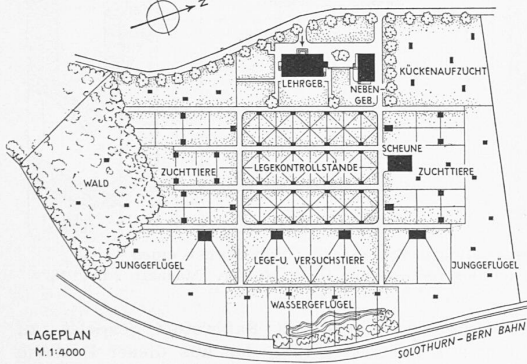 N
KÜCKENAUFZUCHT
LEHRGEB.
NEBEN-
GEB.
SCHEUNE
ZUCHTTIERE
LEGEKONTROLLSTÄNDE
ZUCHTTIERE
WALD
JUNGGEFLÜGEL
LEGE-U. VERSUCHSTIERE
JUNGGEFLÜGEL
WASSERGEFLÜGEL
LAGEPLAN
M. 1:4000
SOLOTHURN-BERN BAHN